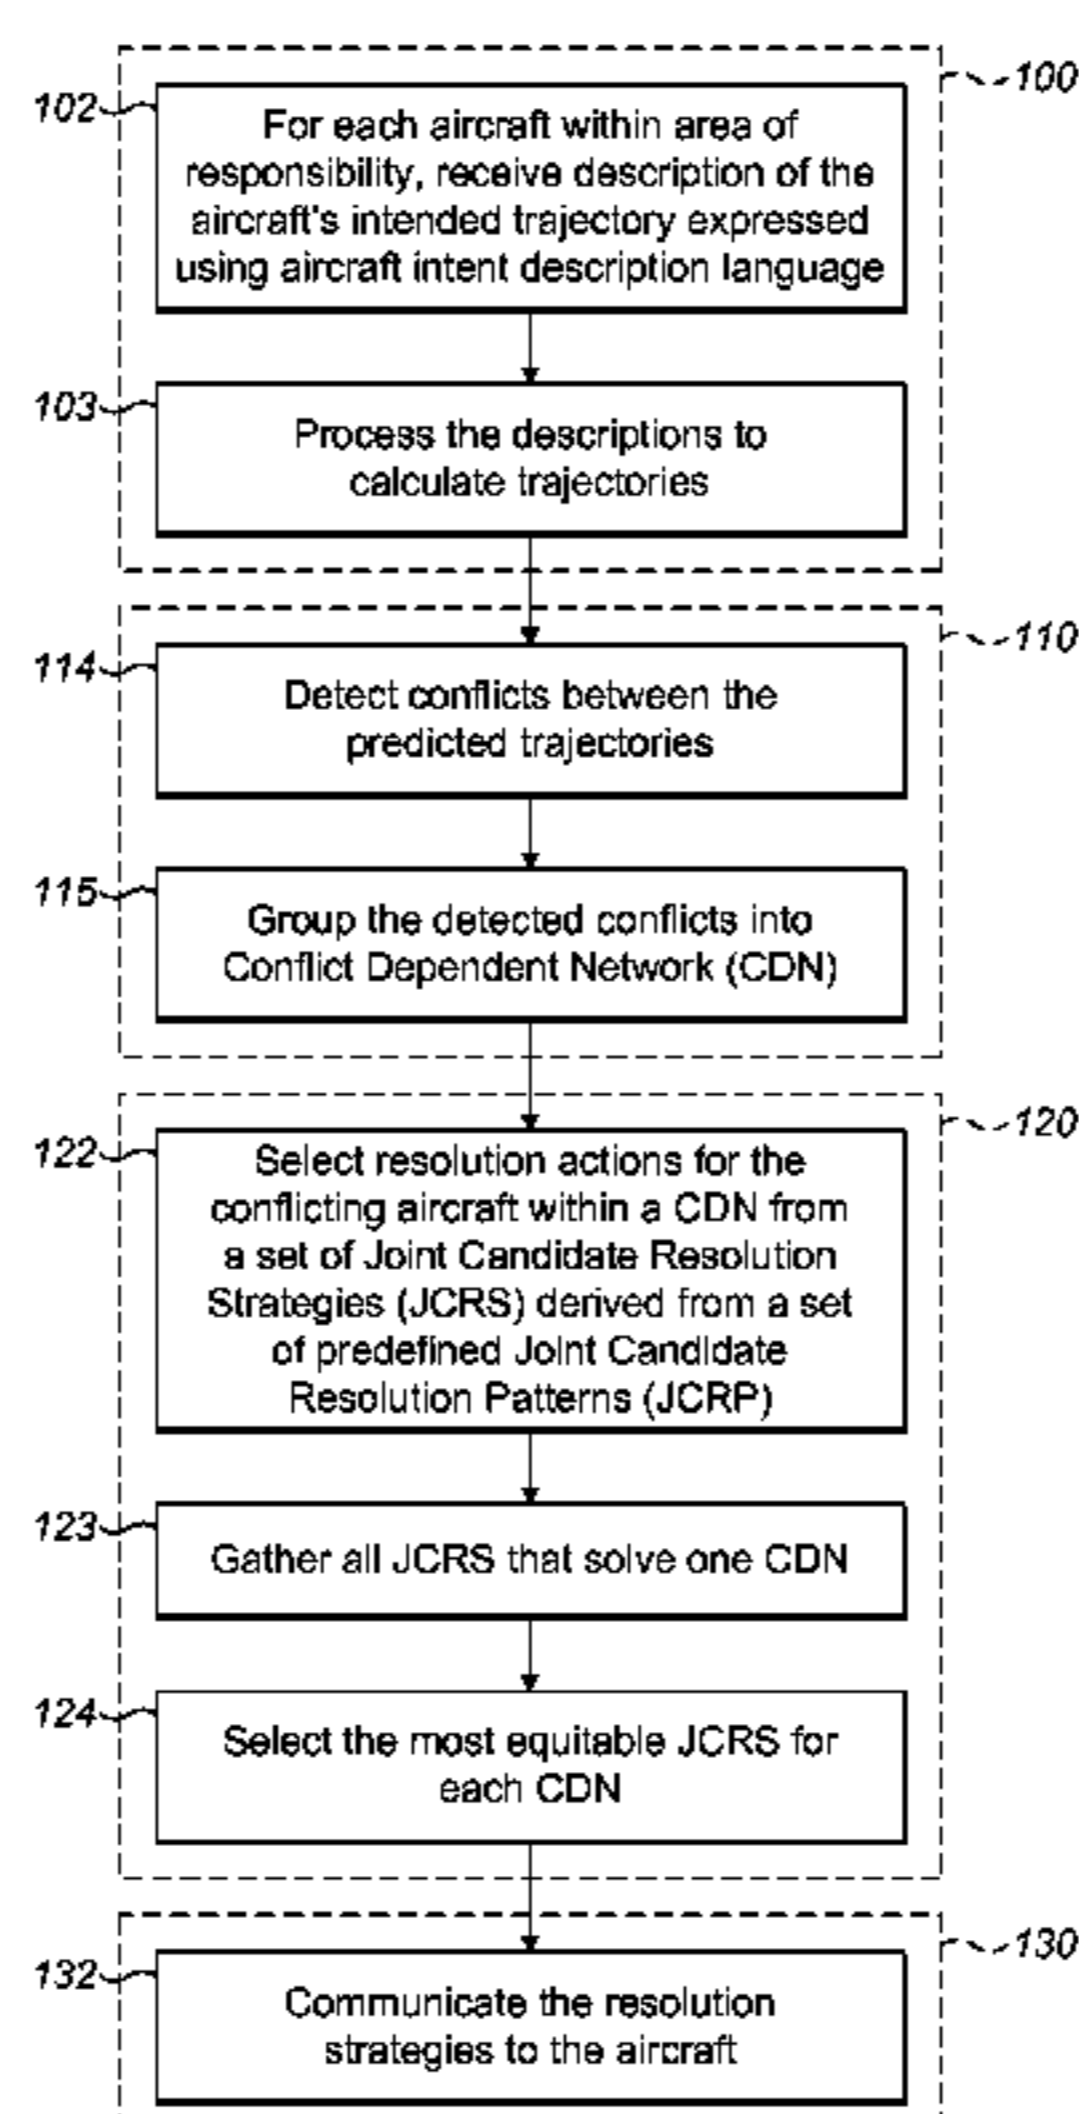 100
102
For each aircraft within area of
responsibility, receive description of the
aircraft's intended trajectory expressed
using aircraft intent description language
103
Process the descriptions to
calculate trajectories
110
114
Detect conflicts between the
predicted trajectories
115
Group the detected conflicts into
Conflict Dependent Network (CDN)
120
122
Select resolution actions for the
conflicting aircraft within a CDN from
a set of Joint Candidate Resolution
Strategies (JCRS) derived from a set
of predefined Joint Candidate
Resolution Patterns (JCRP)
123
Gather all JCRS that solve one CDN
124
Select the most equitable JCRS for
each CDN
130
132
Communicate the resolution
strategies to the aircraft